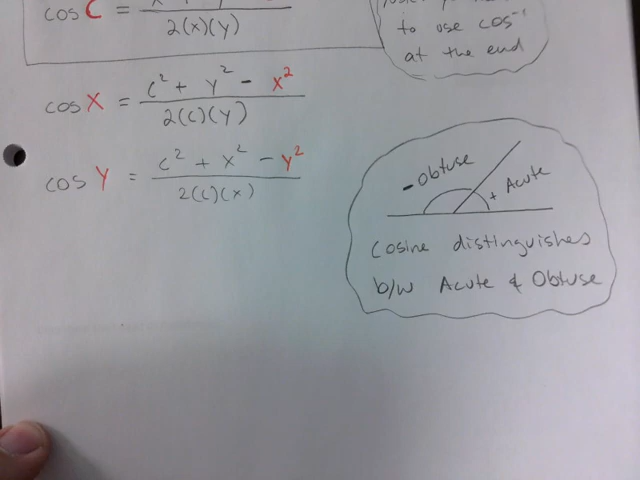 cos C = / 2(x)(y)
to use cos⁻¹
at the end
cos X = c² + y² - x² / 2(c)(y)
cos Y = c² + x² - y² / 2(c)(x)
- Obtuse
+ Acute
Cosine distinguishes
b/w Acute & Obtuse